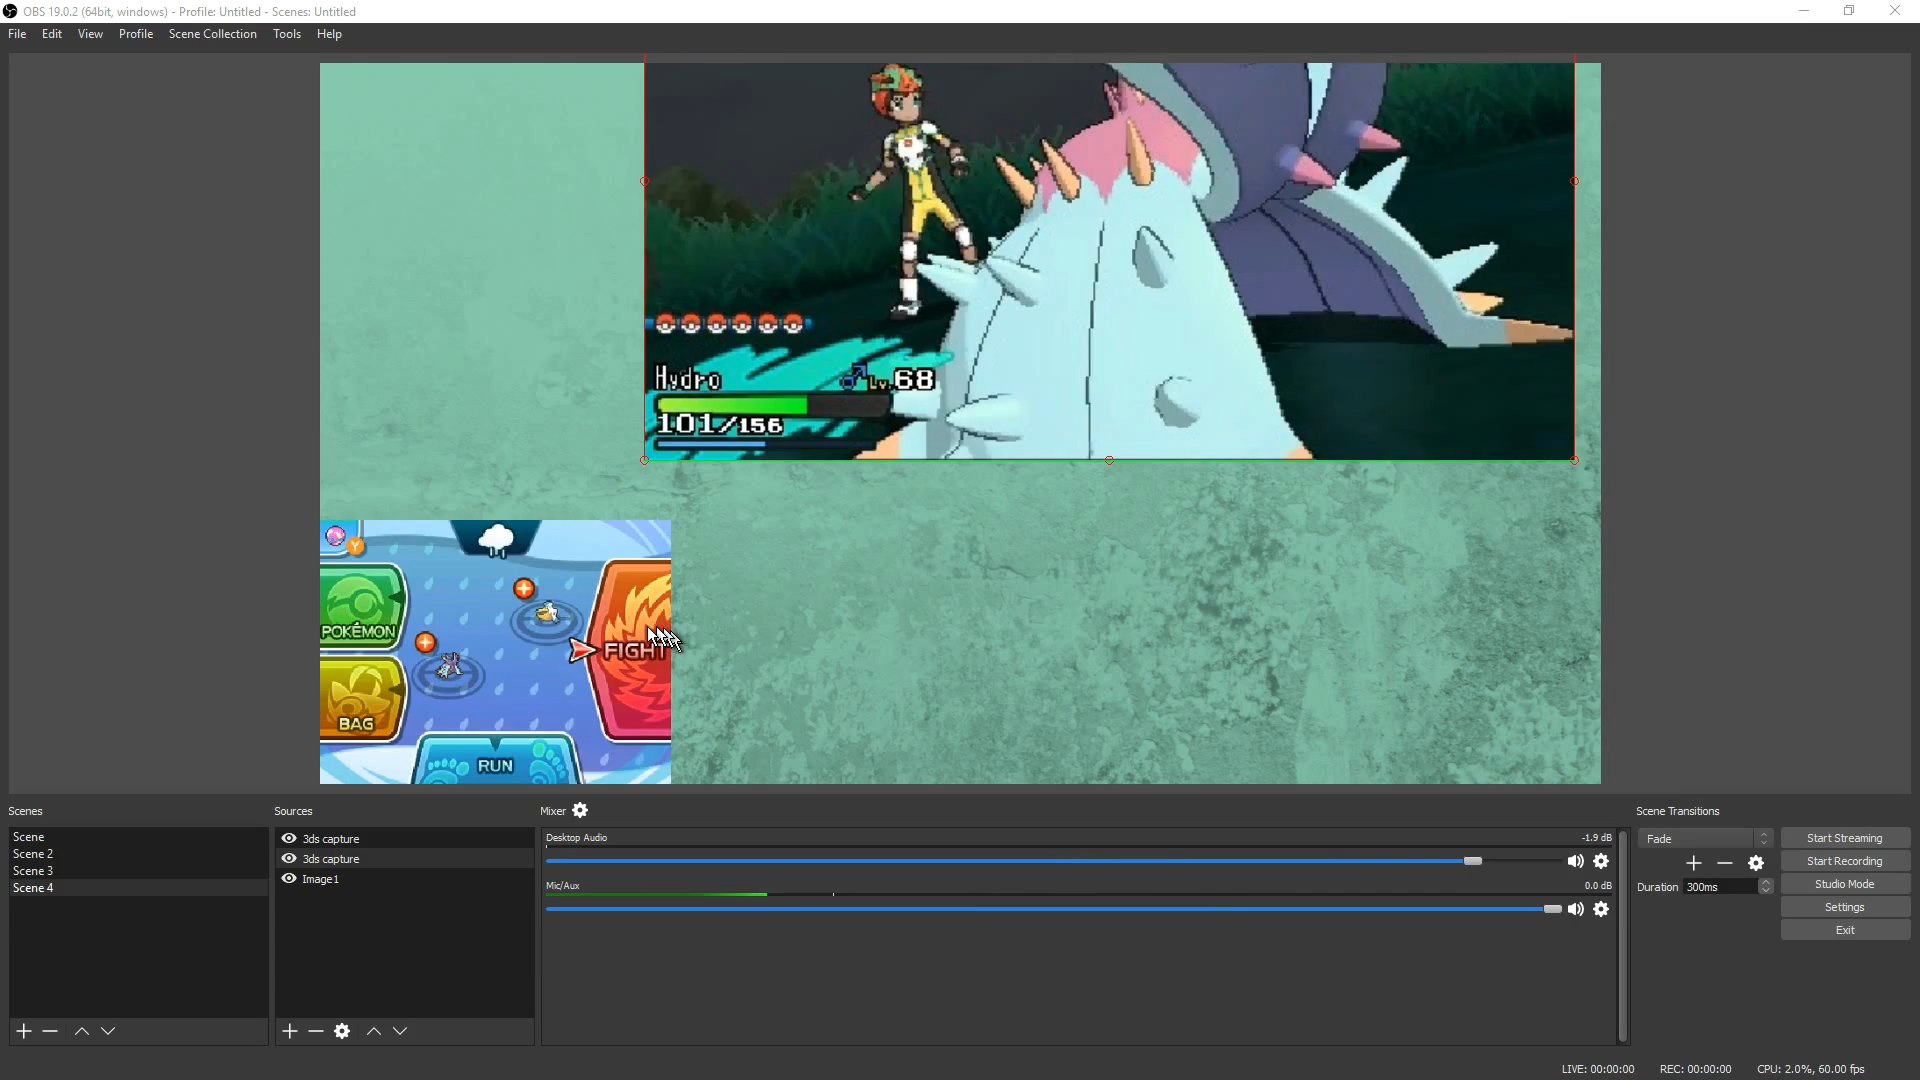 OBS 19.0.2 (64bit, windows) - Profile: Untitled - Scenes: Untitled
File Edit View Profile Scene Collection Tools Help
Hydro ♂ Lv.68
101/156
Y
POKÉMON
FIGHT
BAG
RUN
Scenes
Scene
Scene 2
Scene 3
Scene 4
Sources
3ds capture
3ds capture
Image1
Mixer
Desktop Audio -1.9 dB
Mic/Aux 0.0 dB
Scene Transitions
Fade
Duration 300ms
Start Streaming
Start Recording
Studio Mode
Settings
Exit
LIVE: 00:00:00 REC: 00:00:00 CPU: 2.0%, 60.00 fps